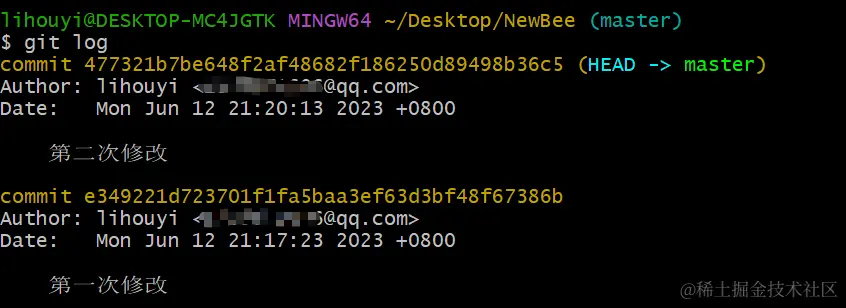 lihouyi@DESKTOP-MC4JGTK MINGW64 ~/Desktop/NewBee (master)
$ git log
commit 477321b7be648f2af48682f186250d89498b36c5 (HEAD -> master)
Author: lihouyi < @qq.com>
Date:   Mon Jun 12 21:20:13 2023 +0800
第二次修改
commit e349221d723701f1fa5baa3ef63d3bf48f67386b
Author: lihouyi < @qq.com>
Date:   Mon Jun 12 21:17:23 2023 +0800
第一次修改
@稀土掘金技术社区